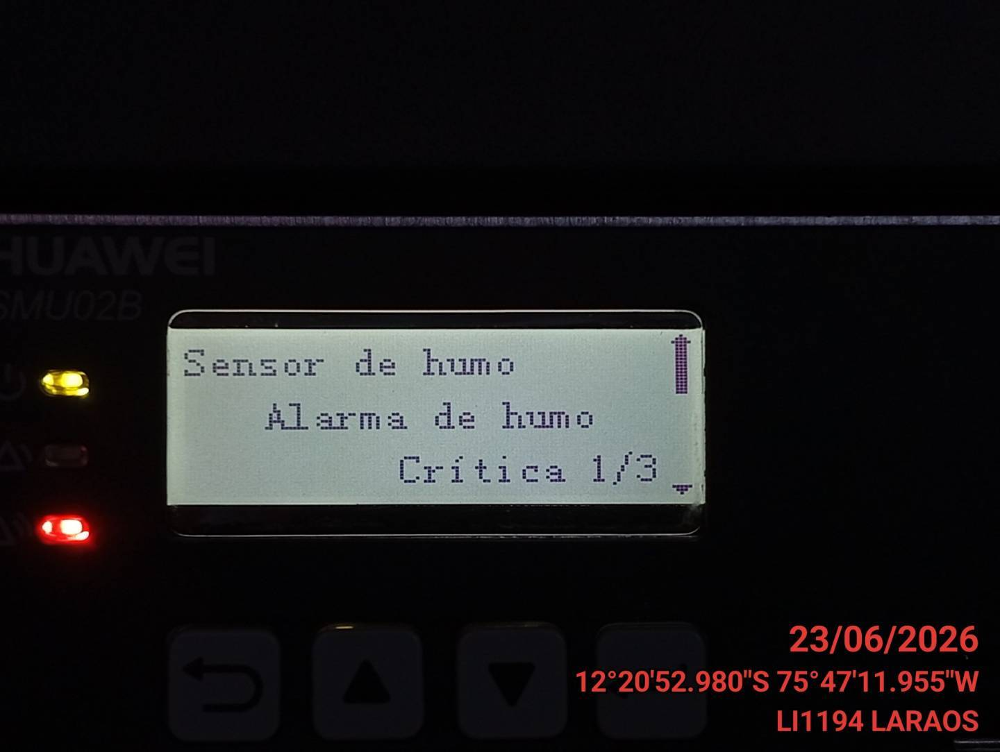 HUAWEI
SMU02B
Sensor de humo
Alarma de humo
Crítica 1/3
23/06/2026
12°20'52.980"S 75°47'11.955"W
LI1194 LARAOS